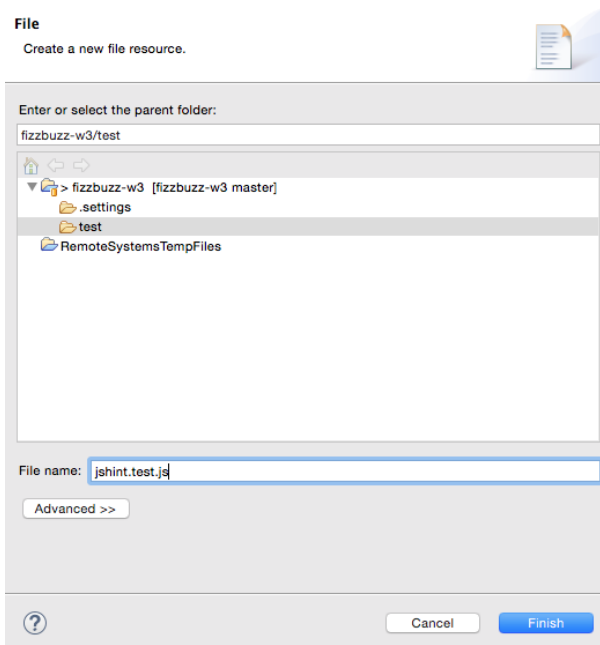 File
Create a new file resource.
Enter or select the parent folder:
fizzbuzz-w3/test
> fizzbuzz-w3 [fizzbuzz-w3 master]
.settings
test
RemoteSystemsTempFiles
File name: jshint.test.js
Advanced >>
? Cancel Finish